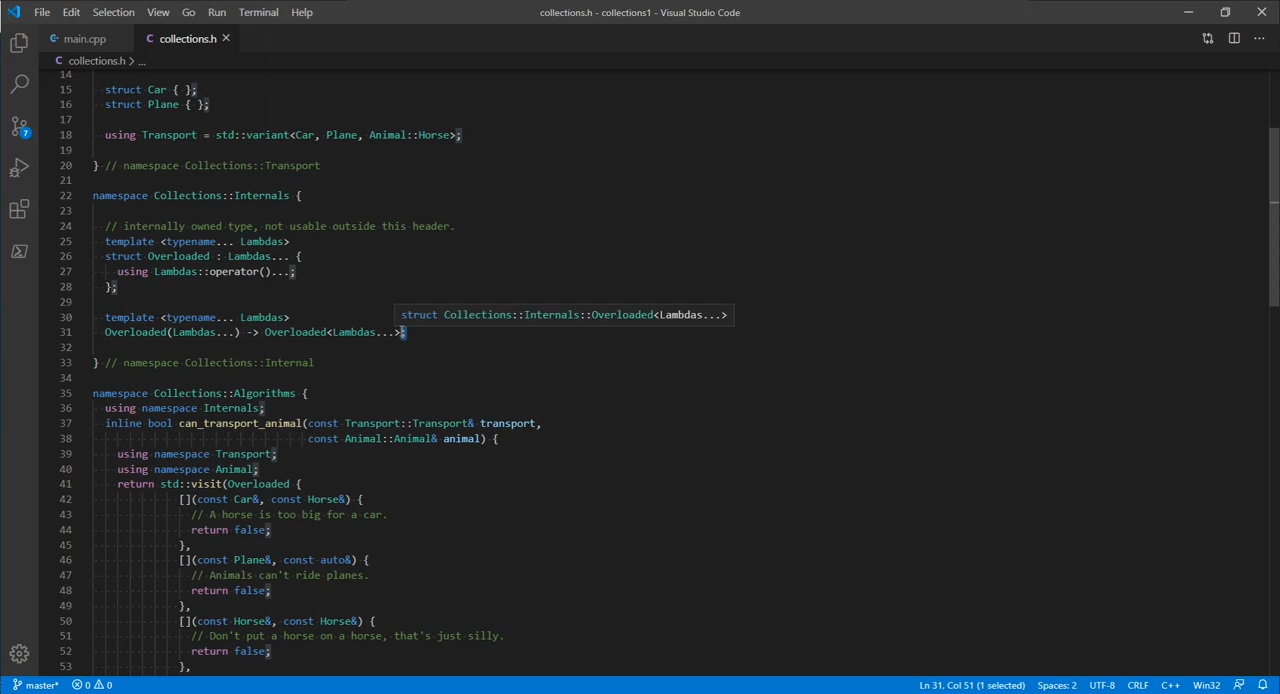 File Edit Selection View Go Run Terminal Help collections.h - collections1 - Visual Studio Code
main.cpp C collections.h
C collections.h > ...
14
15 struct Car { };
16 struct Plane { };
17
18 using Transport = std::variant<Car, Plane, Animal::Horse>;
19
20 } // namespace Collections::Transport
21
22 namespace Collections::Internals {
23
24 // internally owned type, not usable outside this header.
25 template <typename... Lambdas>
26 struct Overloaded : Lambdas... {
27 using Lambdas::operator()...;
28 };
29
struct Collections::Internals::Overloaded<Lambdas...>
30 template <typename... Lambdas>
31 Overloaded(Lambdas...) -> Overloaded<Lambdas...>;
32
33 } // namespace Collections::Internal
34
35 namespace Collections::Algorithms {
36 using namespace Internals;
37 inline bool can_transport_animal(const Transport::Transport& transport,
38 const Animal::Animal& animal) {
39 using namespace Transport;
40 using namespace Animal;
41 return std::visit(Overloaded {
42 [](const Car&, const Horse&) {
43 // A horse is too big for a car.
44 return false;
45 },
46 [](const Plane&, const auto&) {
47 // Animals can't ride planes.
48 return false;
49 },
50 [](const Horse&, const Horse&) {
51 // Don't put a horse on a horse, that's just silly.
52 return false;
53 },
7
master* 0 0 Ln 31, Col 51 (1 selected) Spaces: 2 UTF-8 CRLF C++ Win32